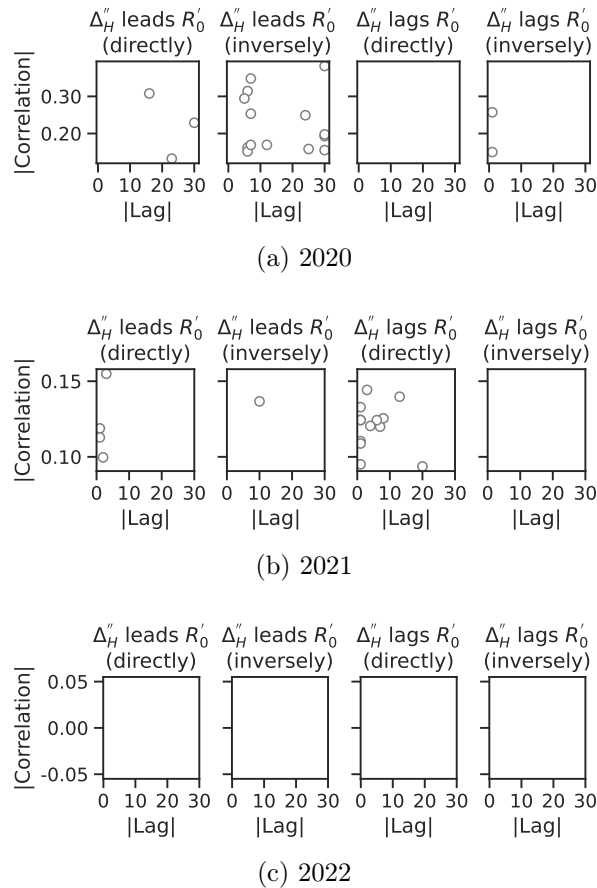 Δ″_H leads R′_0 Δ″_H leads R′_0 Δ″_H lags R′_0 Δ″_H lags R′_0
(directly) (inversely) (directly) (inversely)
|Correlation|
0.30
0.20
0 10 20 30 0 10 20 30 0 10 20 30 0 10 20 30
|Lag| |Lag| |Lag| |Lag|
(a) 2020
Δ″_H leads R′_0 Δ″_H leads R′_0 Δ″_H lags R′_0 Δ″_H lags R′_0
(directly) (inversely) (directly) (inversely)
|Correlation|
0.15
0.10
0 10 20 30 0 10 20 30 0 10 20 30 0 10 20 30
|Lag| |Lag| |Lag| |Lag|
(b) 2021
Δ″_H leads R′_0 Δ″_H leads R′_0 Δ″_H lags R′_0 Δ″_H lags R′_0
(directly) (inversely) (directly) (inversely)
|Correlation|
0.05
0.00
-0.05
0 10 20 30 0 10 20 30 0 10 20 30 0 10 20 30
|Lag| |Lag| |Lag| |Lag|
(c) 2022